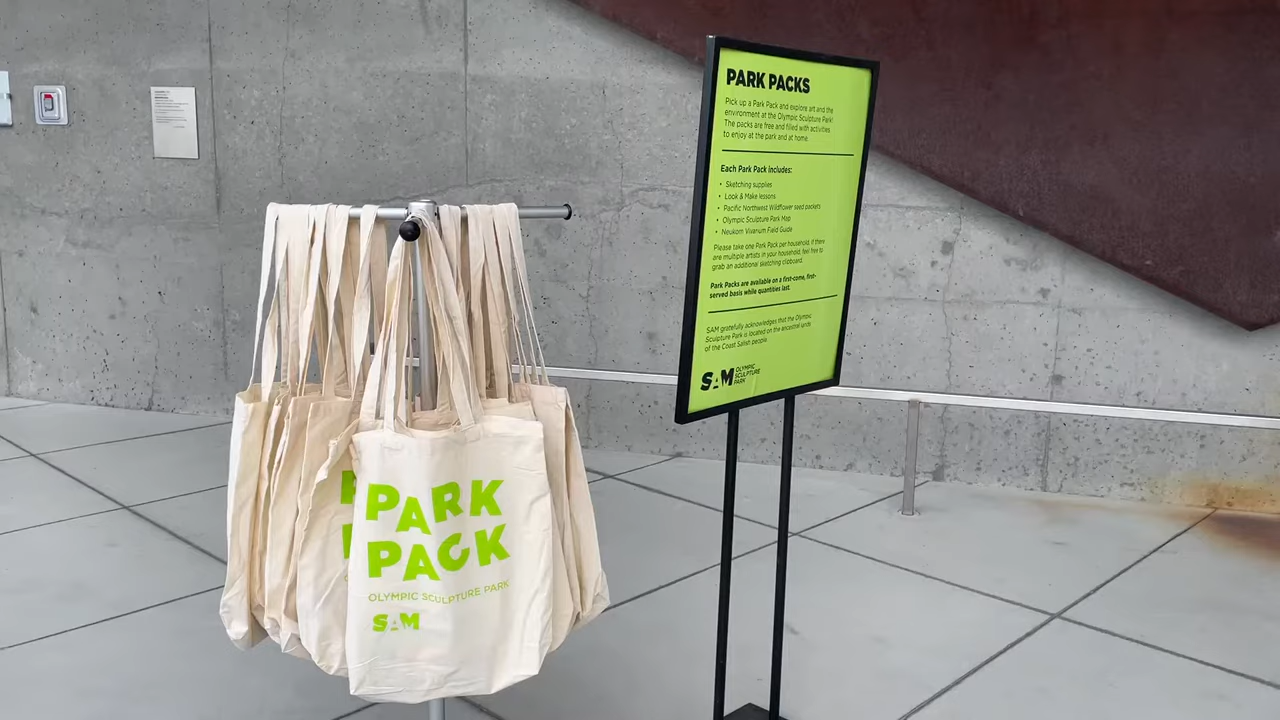 PARK PACKS
Pick up a Park Pack and explore art and the
environment at the Olympic Sculpture Park!
The packs are free and filled with activities
to enjoy at the park and at home.
Each Park Pack includes:
• Sketching supplies
• Look & Make lessons
• Pacific Northwest Wildflower seed packets
• Olympic Sculpture Park Map
• Neukom Vivarium Field Guide
Please take one Park Pack per household. If there
are multiple artists in your household, feel free to
grab an additional sketching clipboard.
Park Packs are available on a first-come, first-
served basis while quantities last.
SAM gratefully acknowledges that the Olympic
Sculpture Park is located on the ancestral lands
of the Coast Salish people.
SAM OLYMPIC
SCULPTURE
PARK
PARK
PACK
OLYMPIC SCULPTURE PARK
SAM